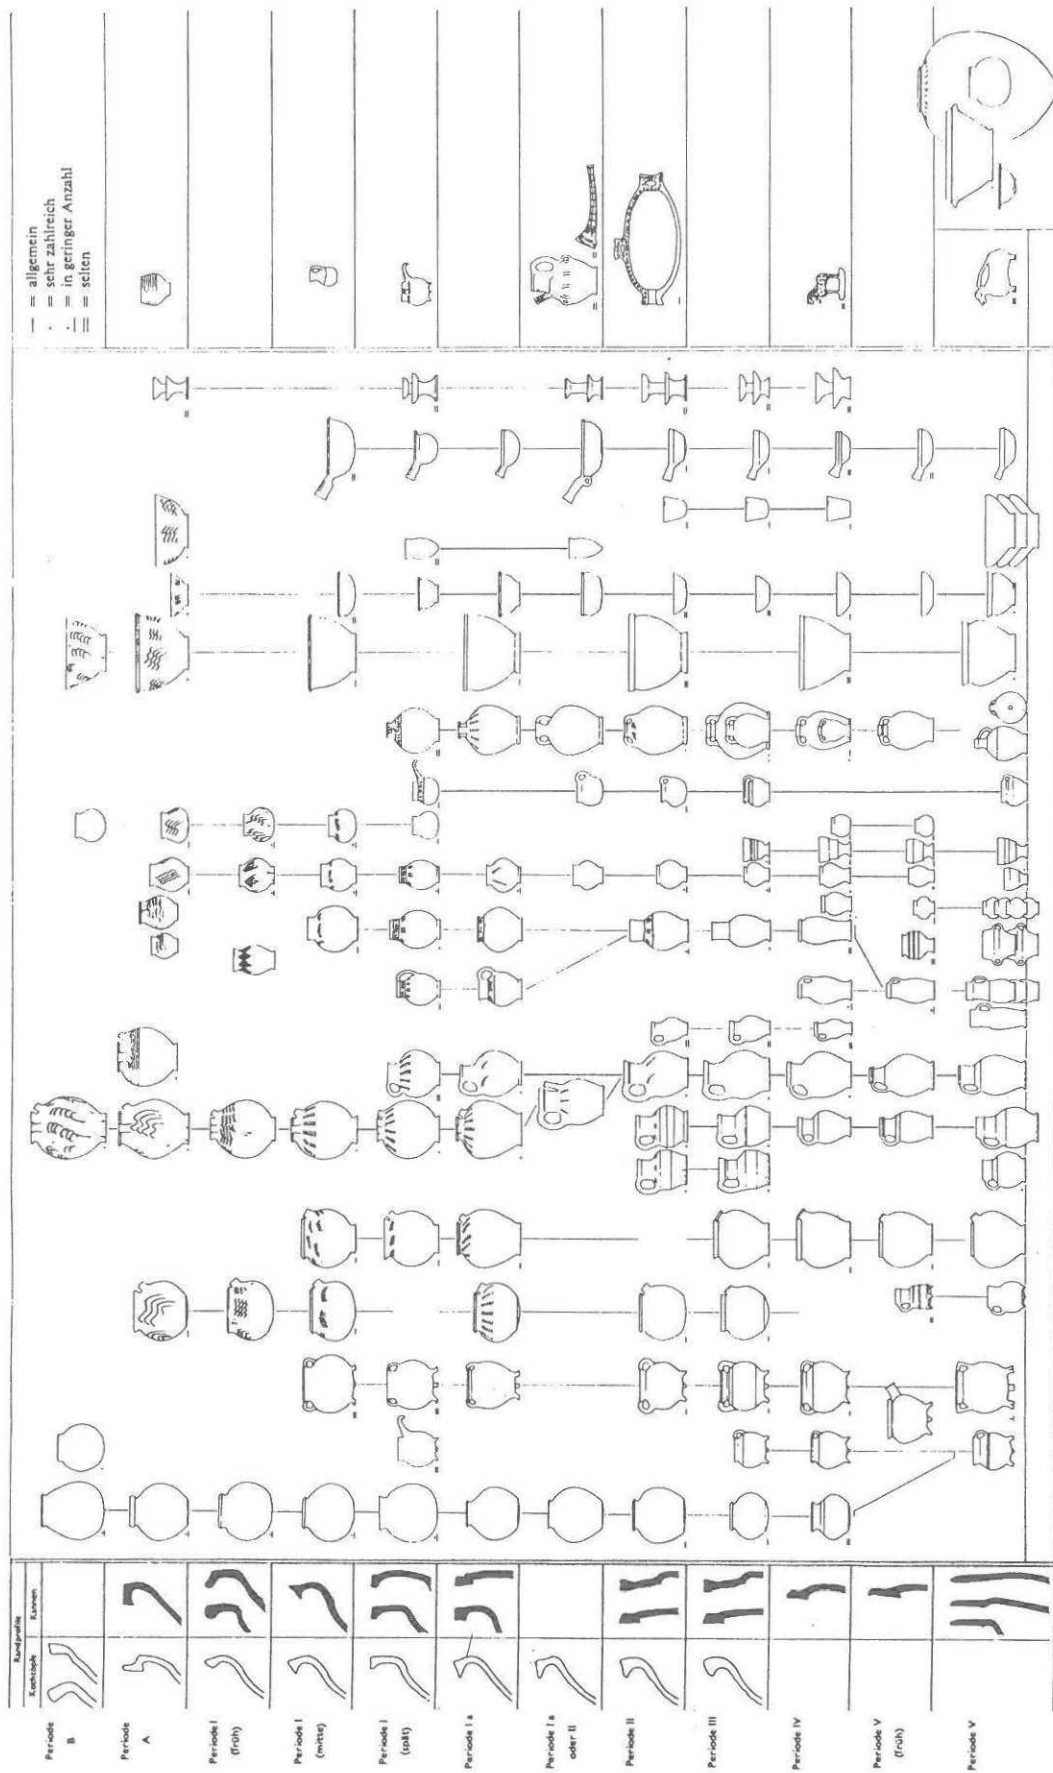 — = allgemein
· = sehr zahlreich
∸ = in geringer Anzahl
= = selten
Randprofile
Kochtöpfe Kannen
Periode
B
Periode
A
Periode I
(früh)
Periode I
(mitte)
Periode I
(spät)
Periode I a
Periode I a
oder II
Periode II
Periode III
Periode IV
Periode V
(früh)
Periode V